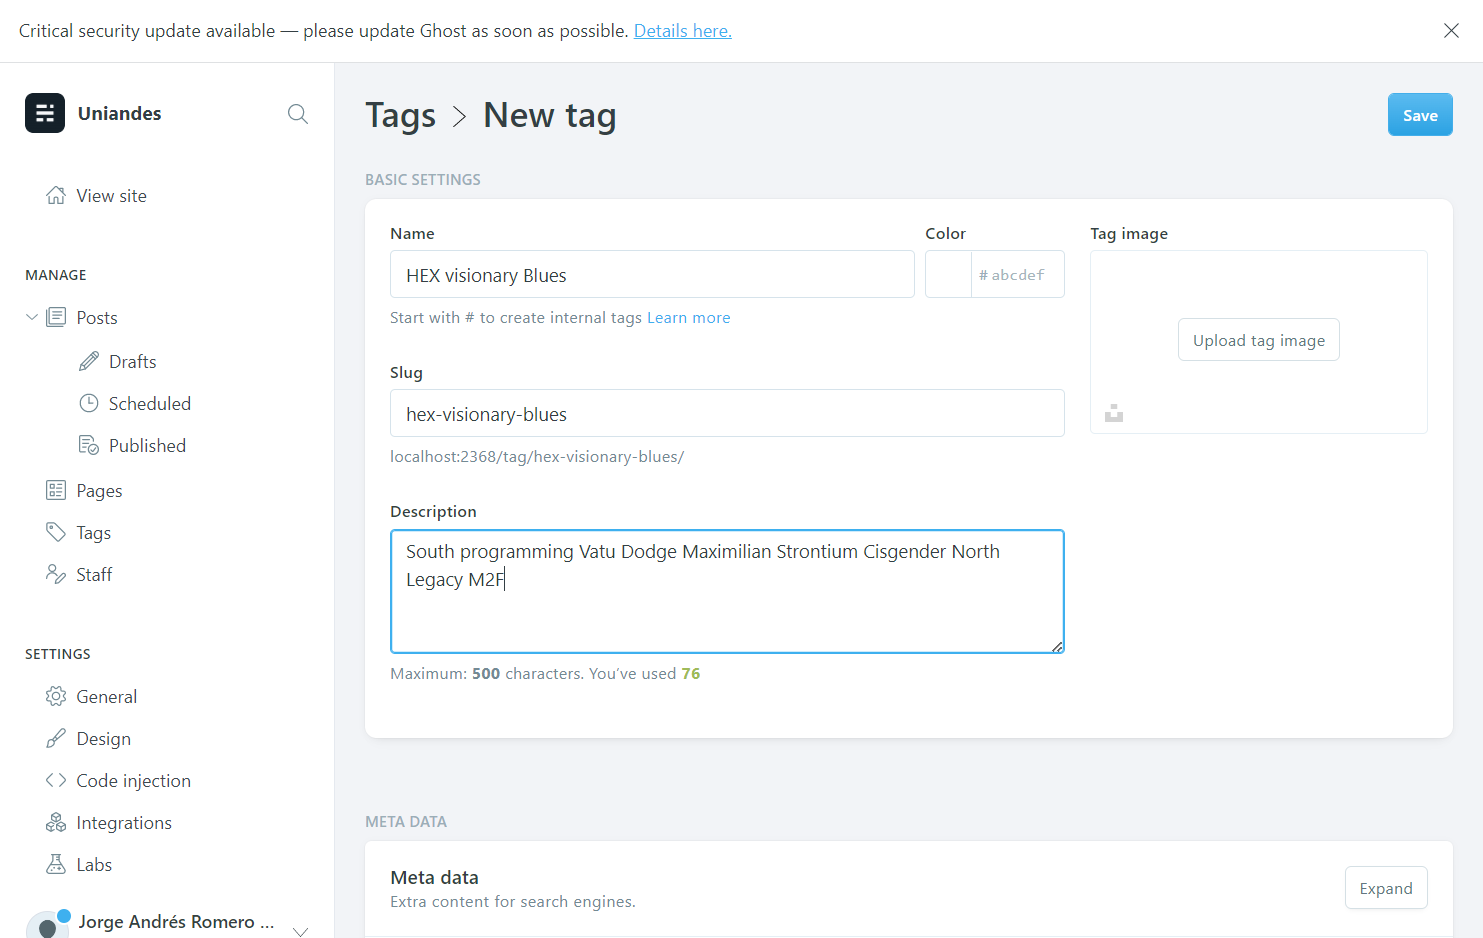 Critical security update available — please update Ghost as soon as possible. Details here.
Uniandes
View site
MANAGE
Posts
Drafts
Scheduled
Published
Pages
Tags
Staff
SETTINGS
General
Design
Code injection
Integrations
Labs
Jorge Andrés Romero ...
Tags > New tag
Save
BASIC SETTINGS
Name
HEX visionary Blues
Start with # to create internal tags Learn more
Color
# abcdef
Tag image
Upload tag image
Slug
hex-visionary-blues
localhost:2368/tag/hex-visionary-blues/
Description
South programming Vatu Dodge Maximilian Strontium Cisgender North
Legacy M2F
Maximum: 500 characters. You’ve used 76
META DATA
Meta data
Extra content for search engines.
Expand